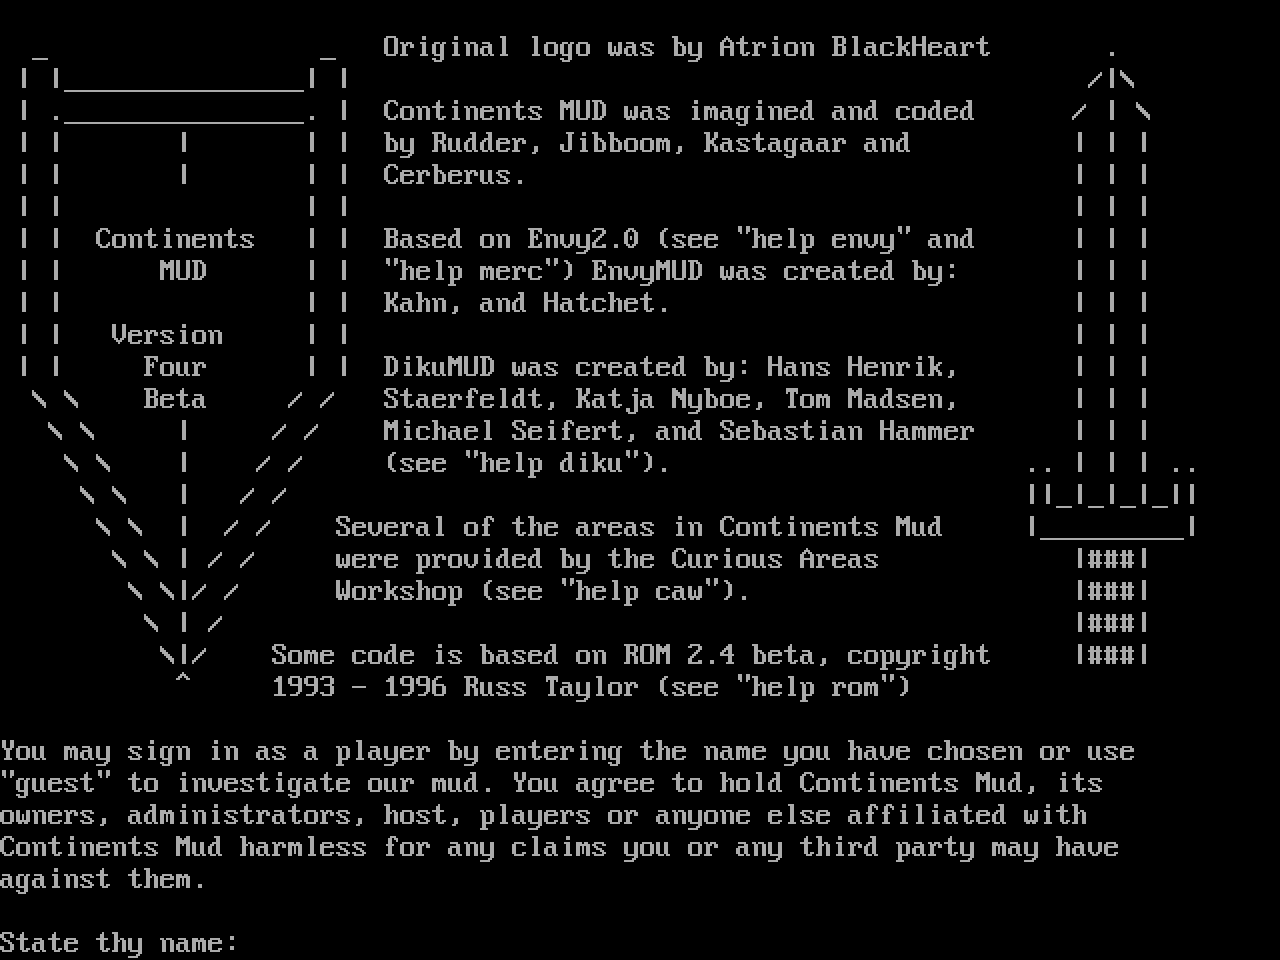 Original logo was by Atrion BlackHeart
Continents MUD was imagined and coded
by Rudder, Jibboom, Kastagaar and
Cerberus.
Continents
MUD
Version
Four
Beta
Based on Envy2.0 (see "help envy" and
"help merc") EnvyMUD was created by:
Kahn, and Hatchet.
DikuMUD was created by: Hans Henrik,
Staerfeldt, Katja Nyboe, Tom Madsen,
Michael Seifert, and Sebastian Hammer
(see "help diku").
Several of the areas in Continents Mud
were provided by the Curious Areas
Workshop (see "help caw").
Some code is based on ROM 2.4 beta, copyright
1993 - 1996 Russ Taylor (see "help rom")
You may sign in as a player by entering the name you have chosen or use
"guest" to investigate our mud. You agree to hold Continents Mud, its
owners, administrators, host, players or anyone else affiliated with
Continents Mud harmless for any claims you or any third party may have
against them.
State thy name: